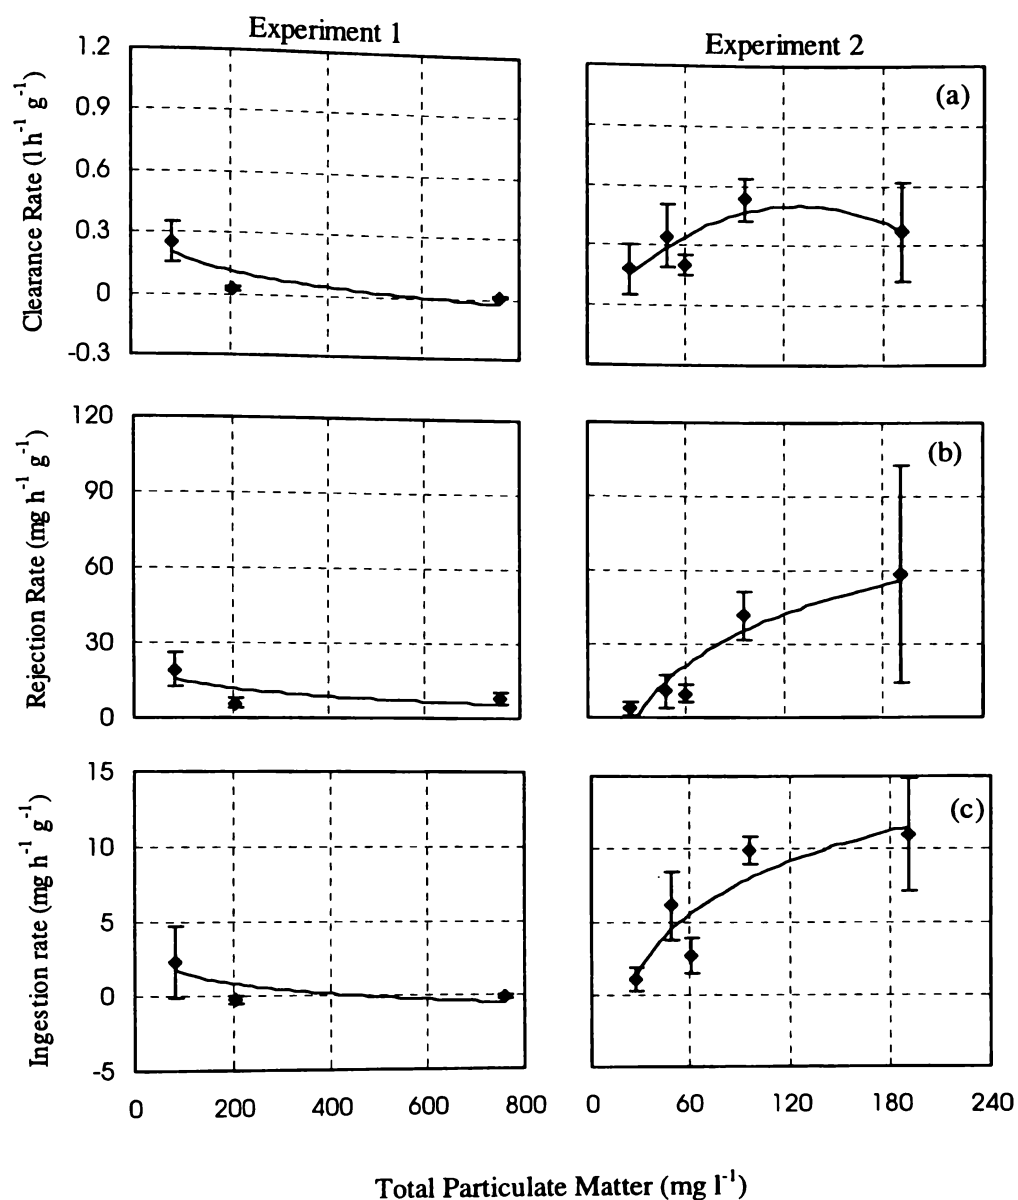 Experiment 1
Experiment 2
Clearance Rate (l h⁻¹ g⁻¹)
1.2
0.9
0.6
0.3
0
-0.3
(a)
Rejection Rate (mg h⁻¹ g⁻¹)
120
90
60
30
0
(b)
Ingestion rate (mg h⁻¹ g⁻¹)
15
10
5
0
-5
(c)
0 200 400 600 800
0 60 120 180 240
Total Particulate Matter (mg l⁻¹)